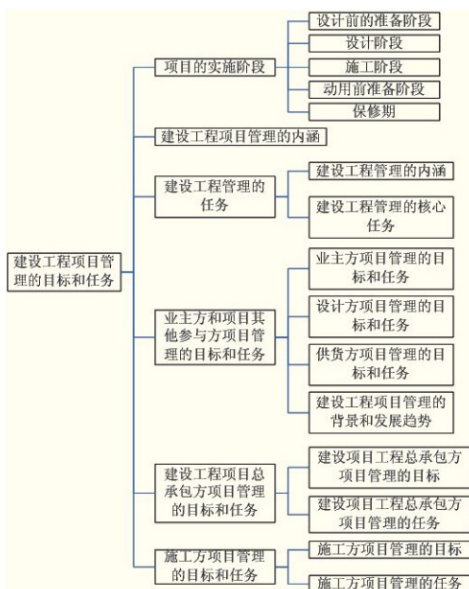 设计前的准备阶段
设计阶段
项目的实施阶段
施工阶段
动用前准备阶段
保修期
建设工程项目管理的内涵
建设工程管理的
任务
建设工程管理的内涵
建设工程管理的核心
任务
建设工程项目管
理的目标和任务
业主方和项目其
他参与方项目管
理的目标和任务
业主方项目管理的目
标和任务
设计方项目管理的目
标和任务
供货方项目管理的目
标和任务
建设工程项目管理的
背景和发展趋势
建设工程项目总
承包方项目管理
的目标和任务
建设项目工程总承包方
项目管理的目标
建设项目工程总承包方
项目管理的任务
施工方项目管理
的目标和任务
施工方项目管理的目标
施工方项目管理的任务